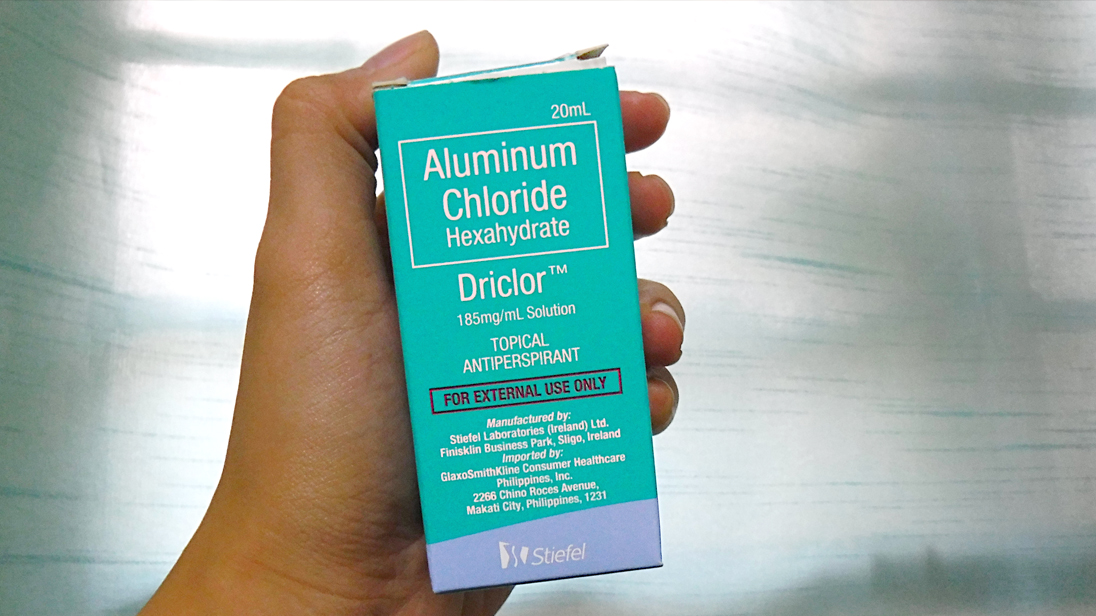 20mL
Aluminum
Chloride
Hexahydrate
Driclor™
185mg/mL Solution
TOPICAL
ANTIPERSPIRANT
FOR EXTERNAL USE ONLY
Manufactured by:
Stiefel Laboratories (Ireland) Ltd.
Finisklin Business Park, Sligo, Ireland
Imported by:
GlaxoSmithKline Consumer Healthcare
Philippines, Inc.
2266 Chino Roces Avenue,
Makati City, Philippines, 1231
Stiefel